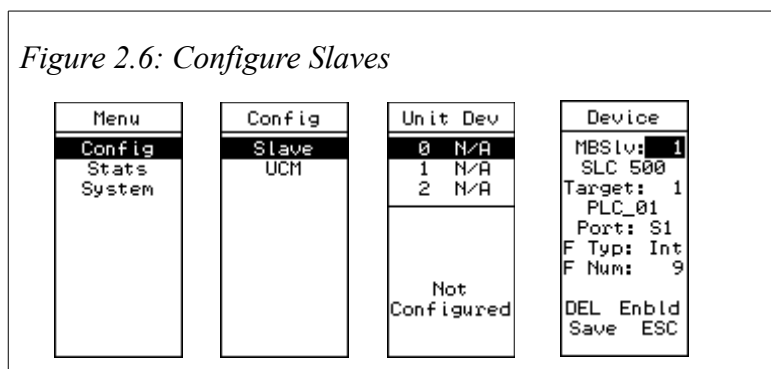 Figure 2.6: Configure Slaves
Menu
Config
Stats
System
Config
Slave
UCM
Unit Dev
0 N/A
1 N/A
2 N/A
Not
Configured
Device
MBSlv: 1
SLC 500
Target: 1
PLC_01
Port: S1
F Typ: Int
F Num: 9
DEL Enbld
Save ESC